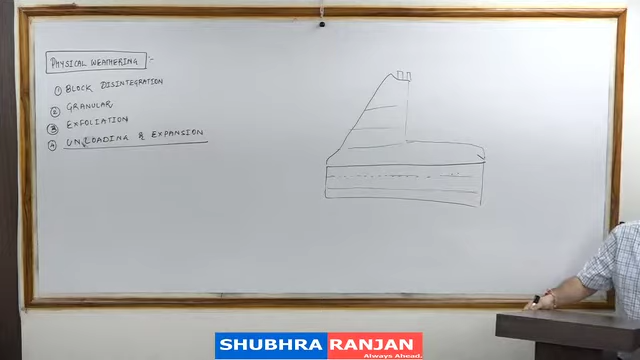 PHYSICAL WEATHERING :-
① BLOCK DISINTEGRATION
② GRANULAR
③ EXFOLIATION
④ UNLOADING & EXPANSION
SHUBHRA RANJAN
Always Ahead.